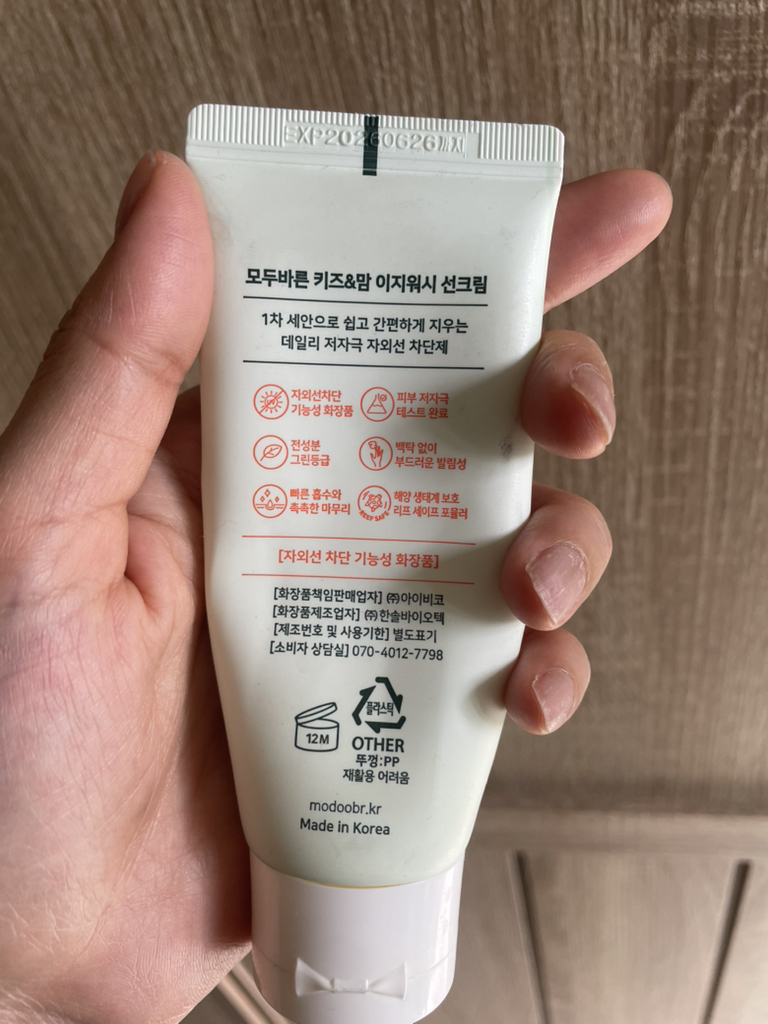 EXP20260626까지
모두바른 키즈&맘 이지워시 선크림
1차 세안으로 쉽고 간편하게 지우는
데일리 저자극 자외선 차단제
자외선차단
기능성 화장품
피부 저자극
테스트 완료
전성분
그린등급
백탁 없이
부드러운 발림성
빠른 흡수와
촉촉한 마무리
해양 생태계 보호
리프 세이프 포뮬러
REEF SAFE
[자외선 차단 기능성 화장품]
[화장품책임판매업자] ㈜아이비코
[화장품제조업자] ㈜한솔바이오텍
[제조번호 및 사용기한] 별도표기
[소비자 상담실] 070-4012-7798
12M
플라스틱
OTHER
뚜껑:PP
재활용 어려움
modoobr.kr
Made in Korea